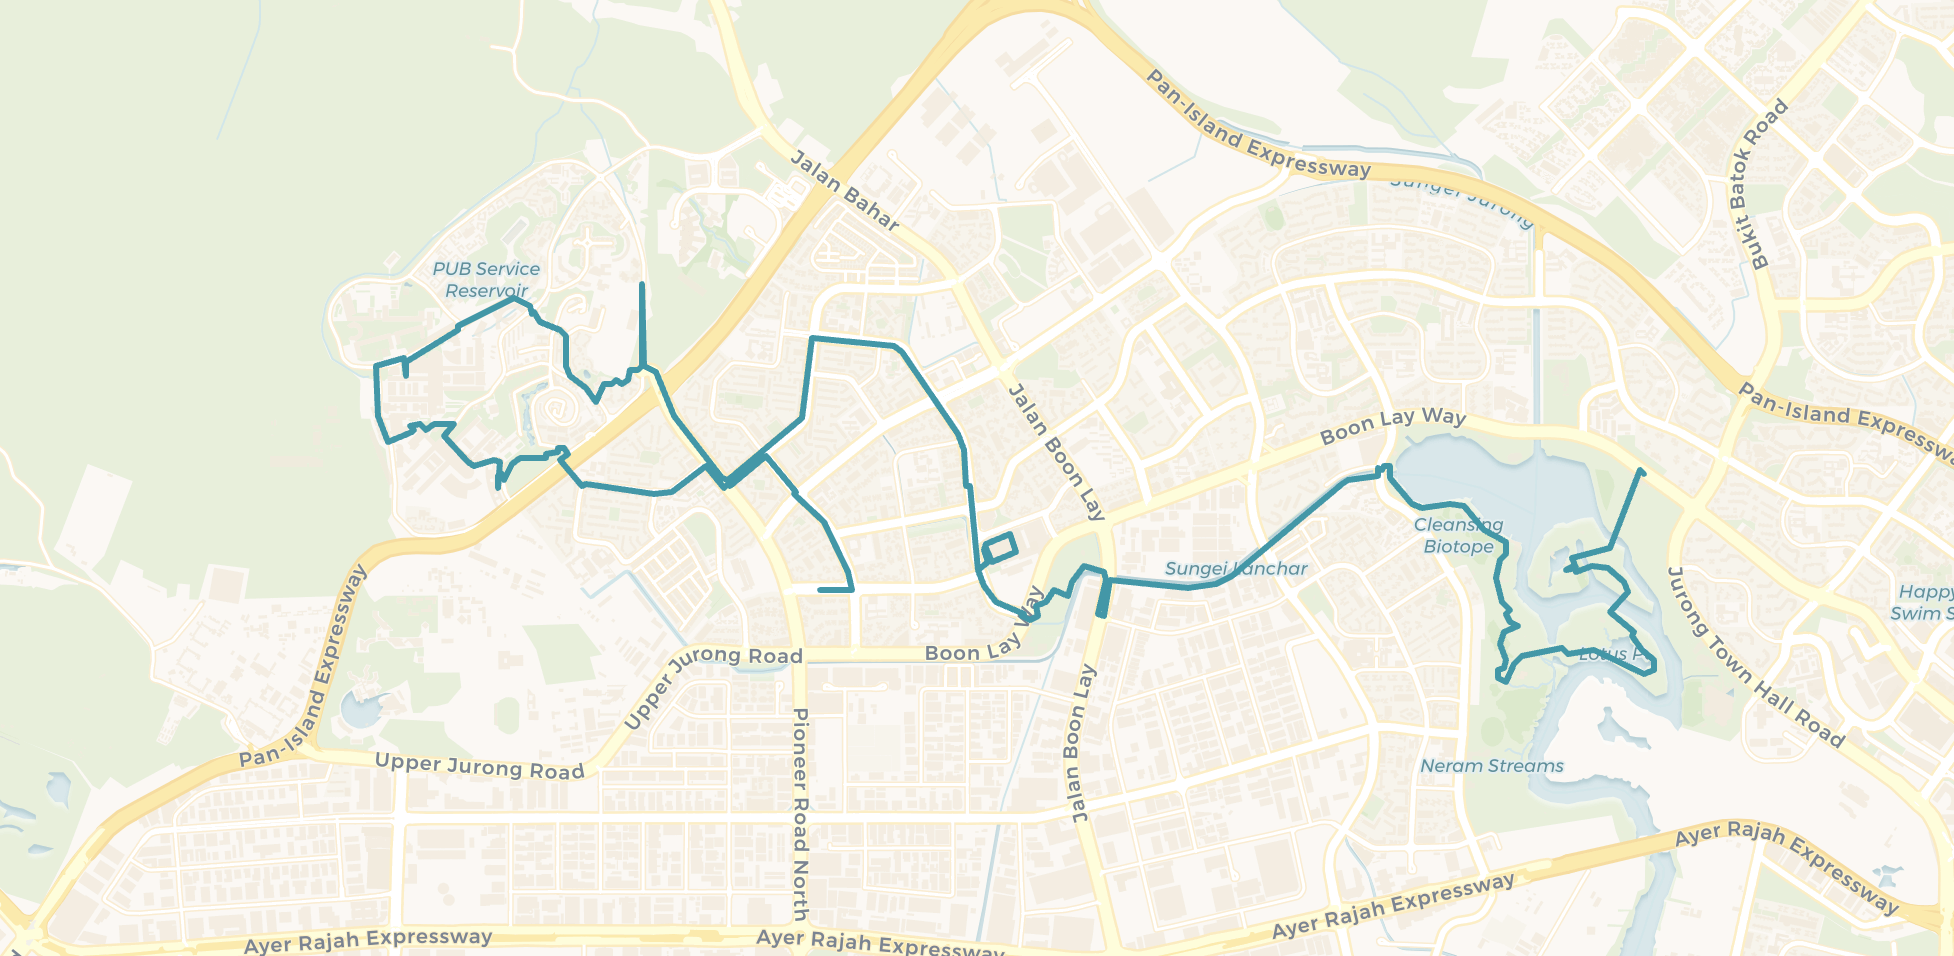 Pan-Island Expressway
Jalan Bahar
Sungei Jurong
Bukit Batok Road
PUB Service
Reservoir
Jalan Boon Lay
Boon Lay Way
Pan-Island Expressway
Cleansing
Biotope
Sungei Lanchar
Happy
Swim S
Jurong Town Hall Road
Pan-Island Expressway
Boon Lay Way
Lotus P
Upper Jurong Road
Upper Jurong Road
Pioneer Road North
Jalan Boon Lay
Neram Streams
Ayer Rajah Expressway
Ayer Rajah Expressway
Ayer Rajah Expressway
Ayer Rajah Expressway